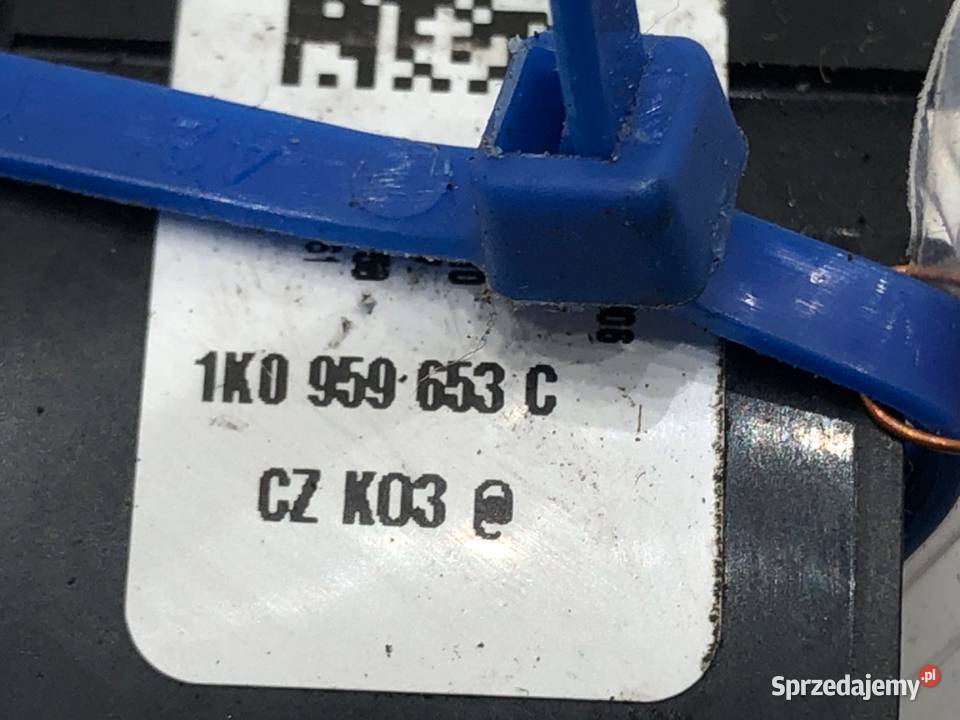 1K0 959 653 C
CZ K03 @
Sprzedajemy.pl